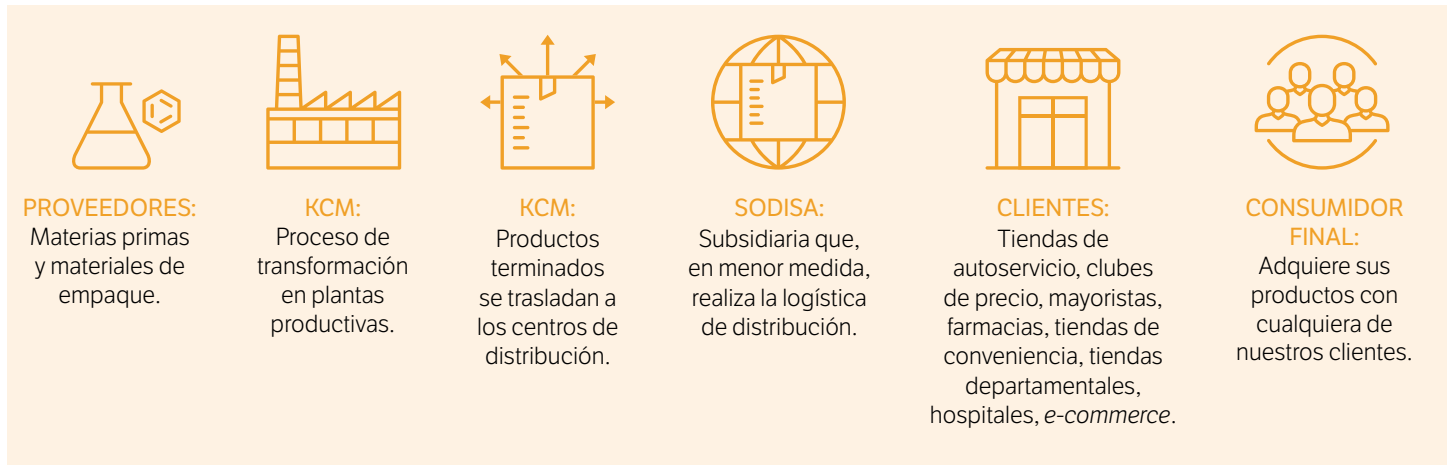 PROVEEDORES:
Materias primas
y materiales de
empaque.
KCM:
Proceso de
transformación
en plantas
productivas.
KCM:
Productos
terminados
se trasladan a
los centros de
distribución.
SODISA:
Subsidiaria que,
en menor medida,
realiza la logística
de distribución.
CLIENTES:
Tiendas de
autoservicio, clubes
de precio, mayoristas,
farmacias, tiendas de
conveniencia, tiendas
departamentales,
hospitales, e-commerce.
CONSUMIDOR
FINAL:
Adquiere sus
productos con
cualquiera de
nuestros clientes.